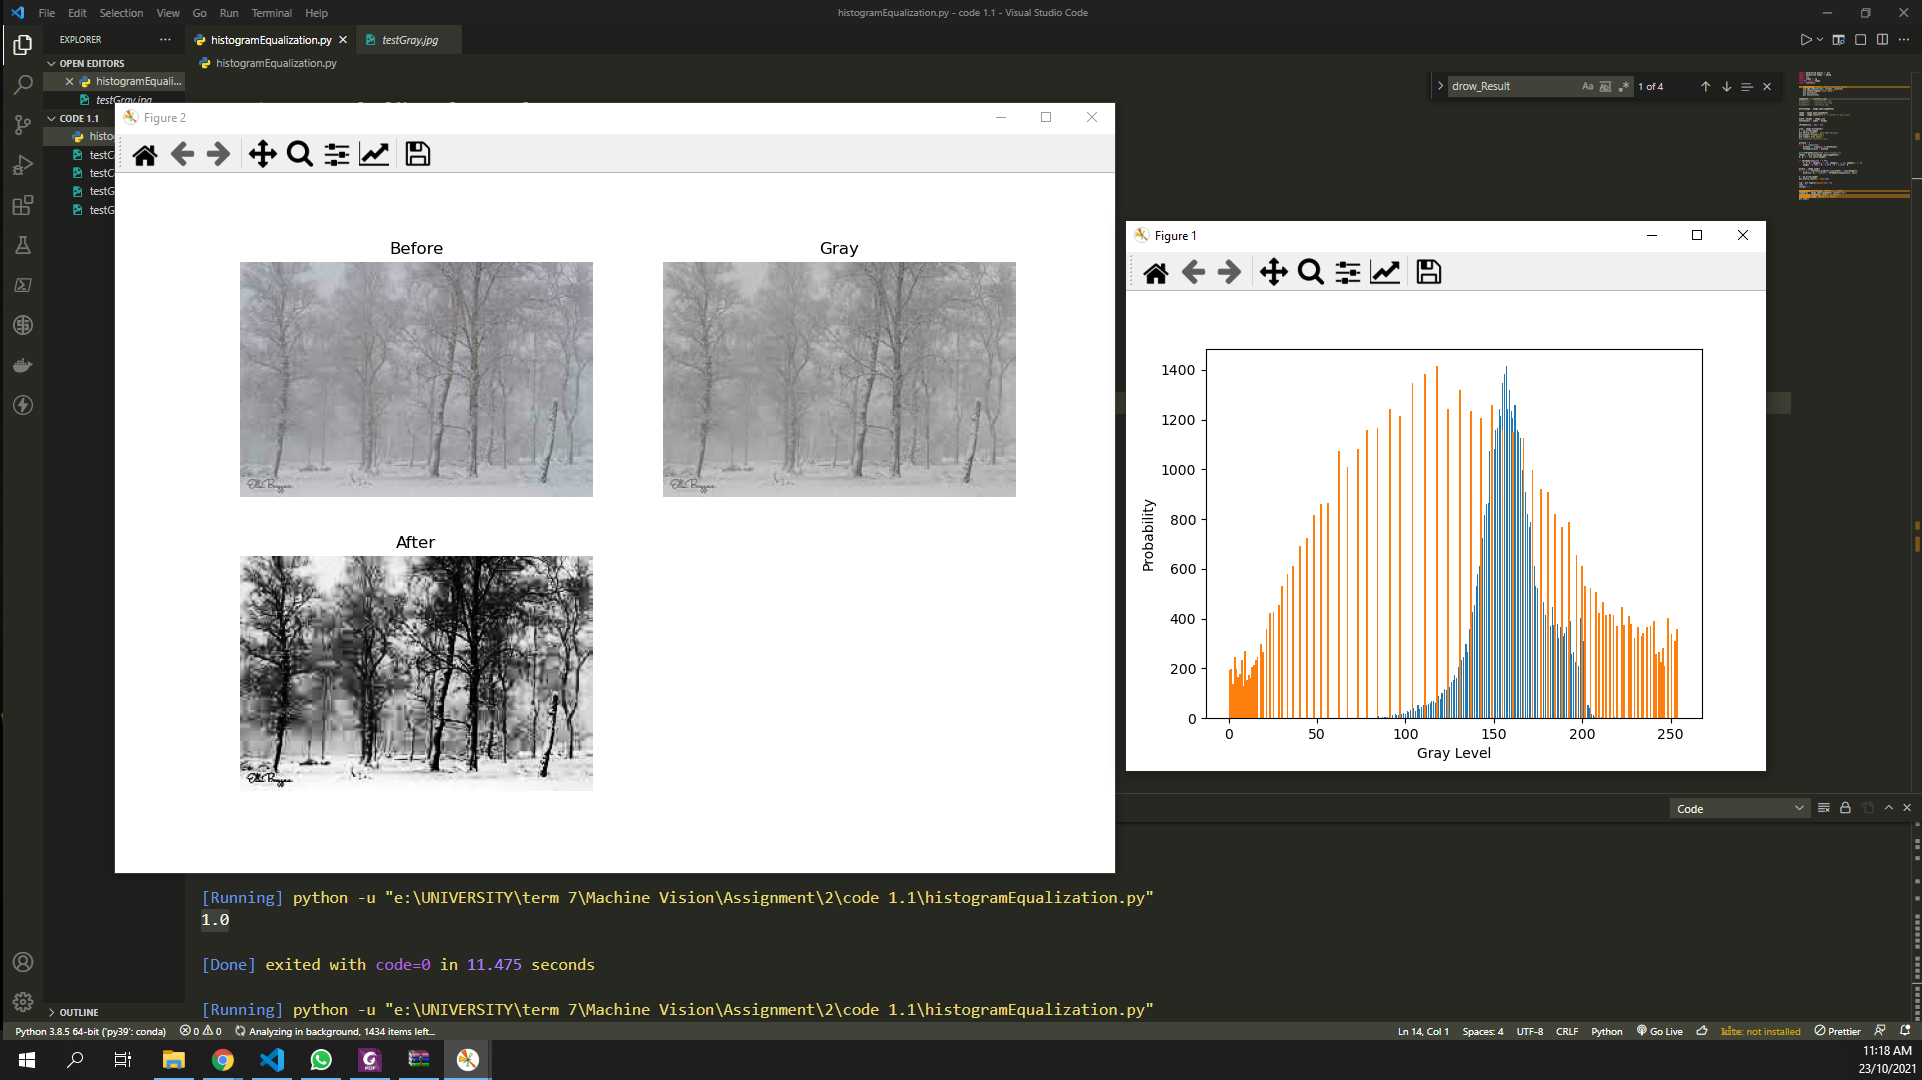 File Edit Selection View Go Run Terminal Help
histogramEqualization.py - code 1.1 - Visual Studio Code
EXPLORER
histogramEqualization.py
testGray.jpg
OPEN EDITORS
histogramEqualization.py
histogramEquali...
testGray.jpg
CODE 1.1
histo
testC
testC
testG
testG
drow_Result
Aa
1 of 4
Figure 2
Before
Gray
After
Figure 1
1400
1200
1000
800
600
400
200
0
Probability
0 50 100 150 200 250
Gray Level
Code
[Running] python -u "e:\UNIVERSITY\term 7\Machine Vision\Assignment\2\code 1.1\histogramEqualization.py"
1.0
[Done] exited with code=0 in 11.475 seconds
[Running] python -u "e:\UNIVERSITY\term 7\Machine Vision\Assignment\2\code 1.1\histogramEqualization.py"
OUTLINE
Python 3.8.5 64-bit ('py39': conda) 0 0 Analyzing in background, 1434 items left...
Ln 14, Col 1 Spaces: 4 UTF-8 CRLF Python Go Live kite: not installed Prettier
11:18 AM
23/10/2021